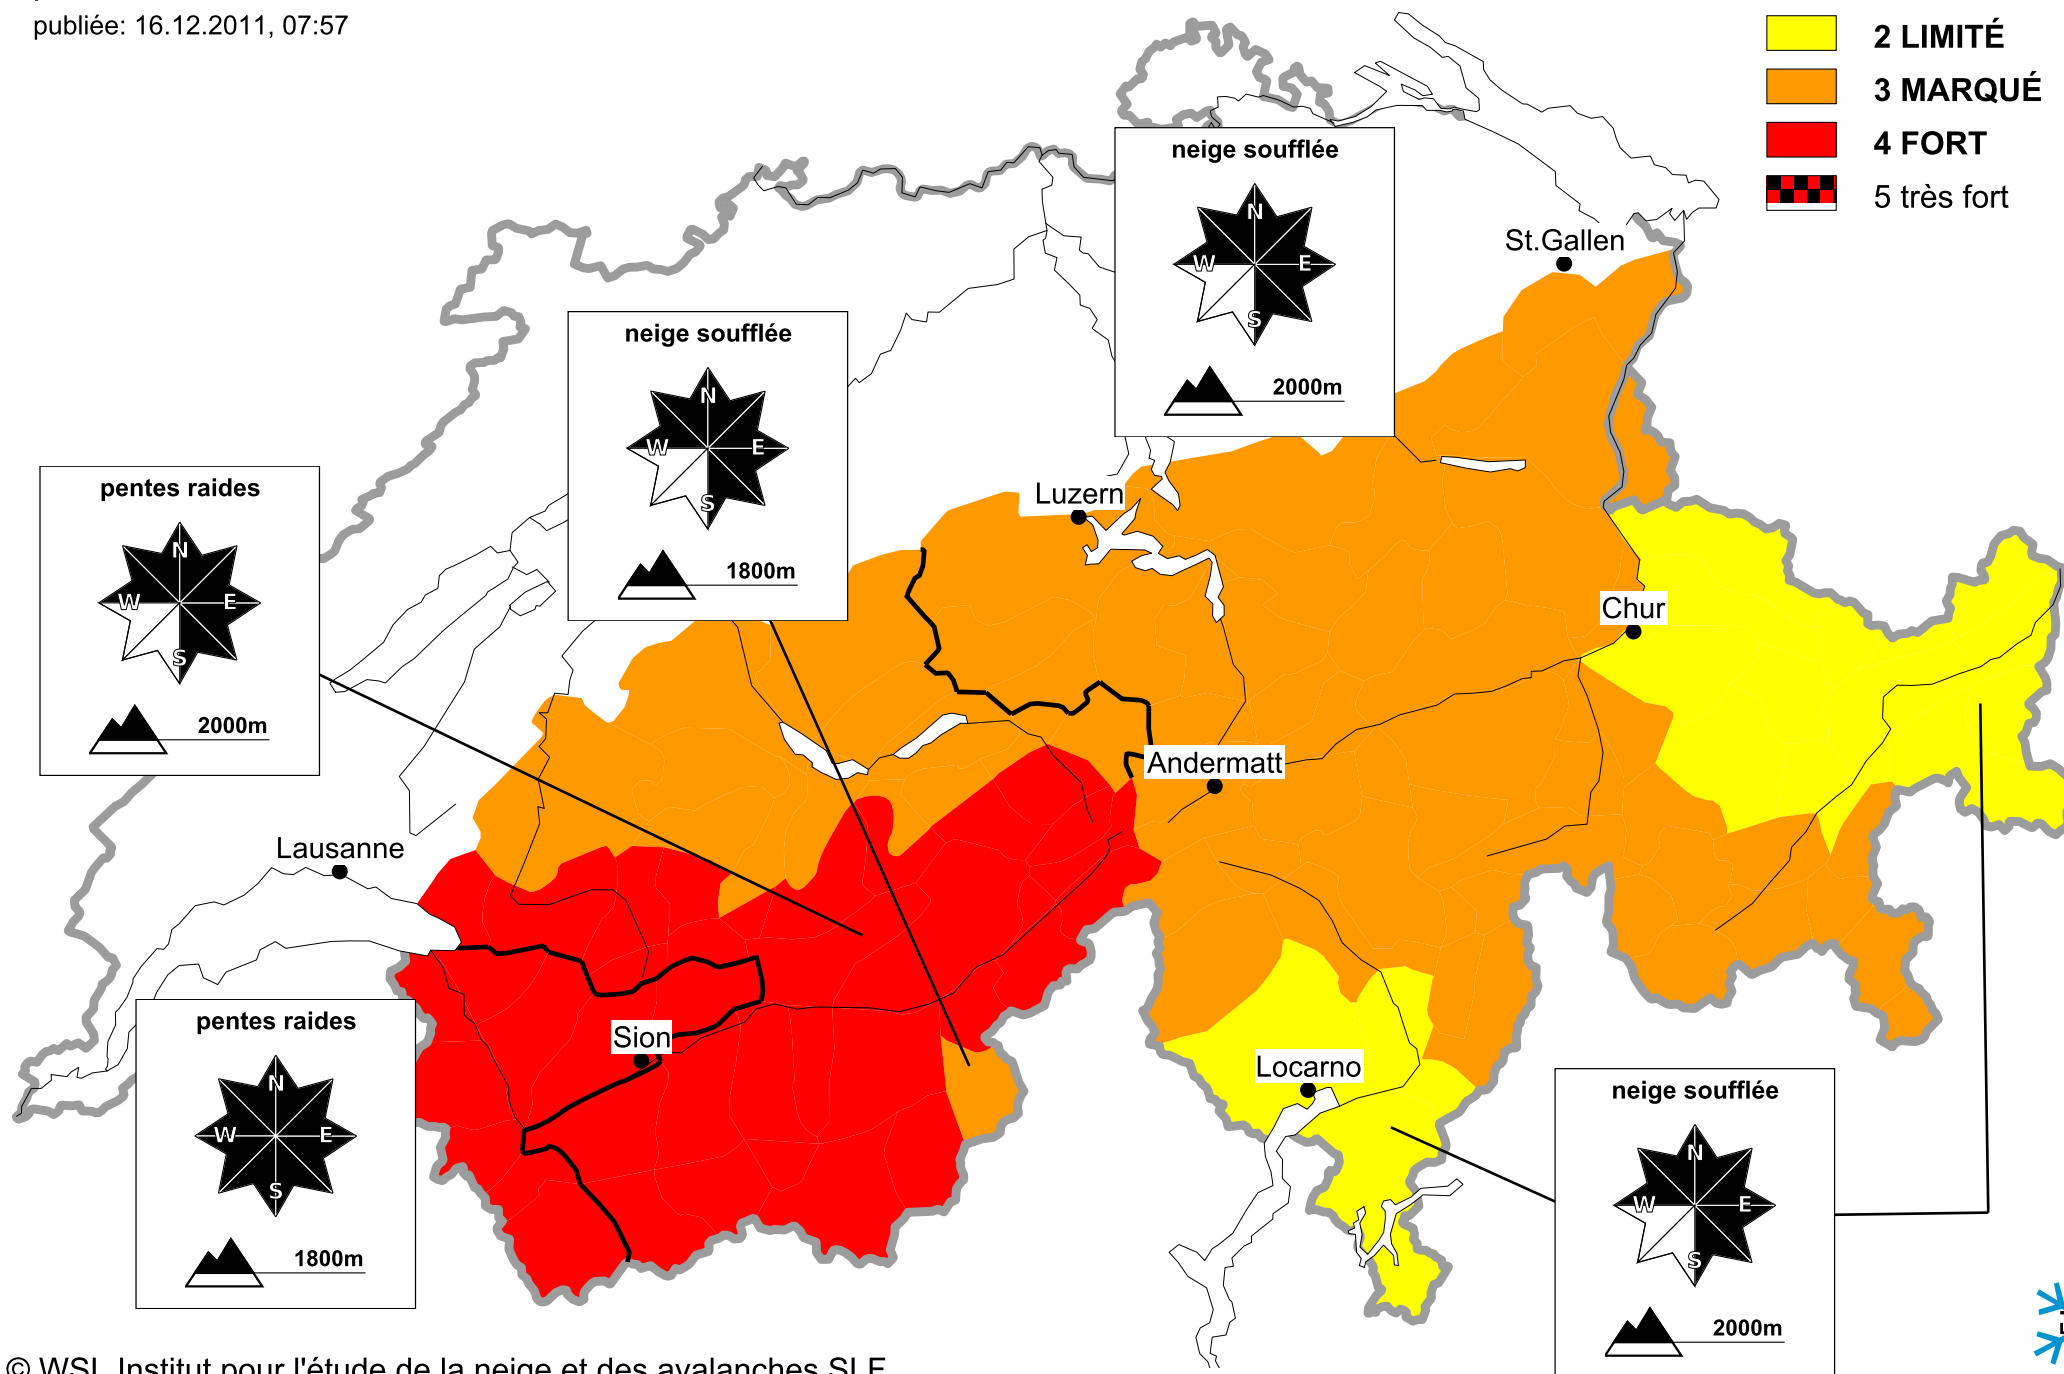 publiée: 16.12.2011, 07:57
2 LIMITÉ
3 MARQUÉ
4 FORT
5 très fort
neige soufflée
N
W E
S
2000m
St.Gallen
neige soufflée
N
W E
S
1800m
pentes raides
N
W E
S
2000m
Luzern
Chur
Andermatt
Lausanne
pentes raides
N
W E
S
1800m
Sion
Locarno
neige soufflée
N
W E
S
2000m
© WSL Institut pour l'étude de la neige et des avalanches SLF